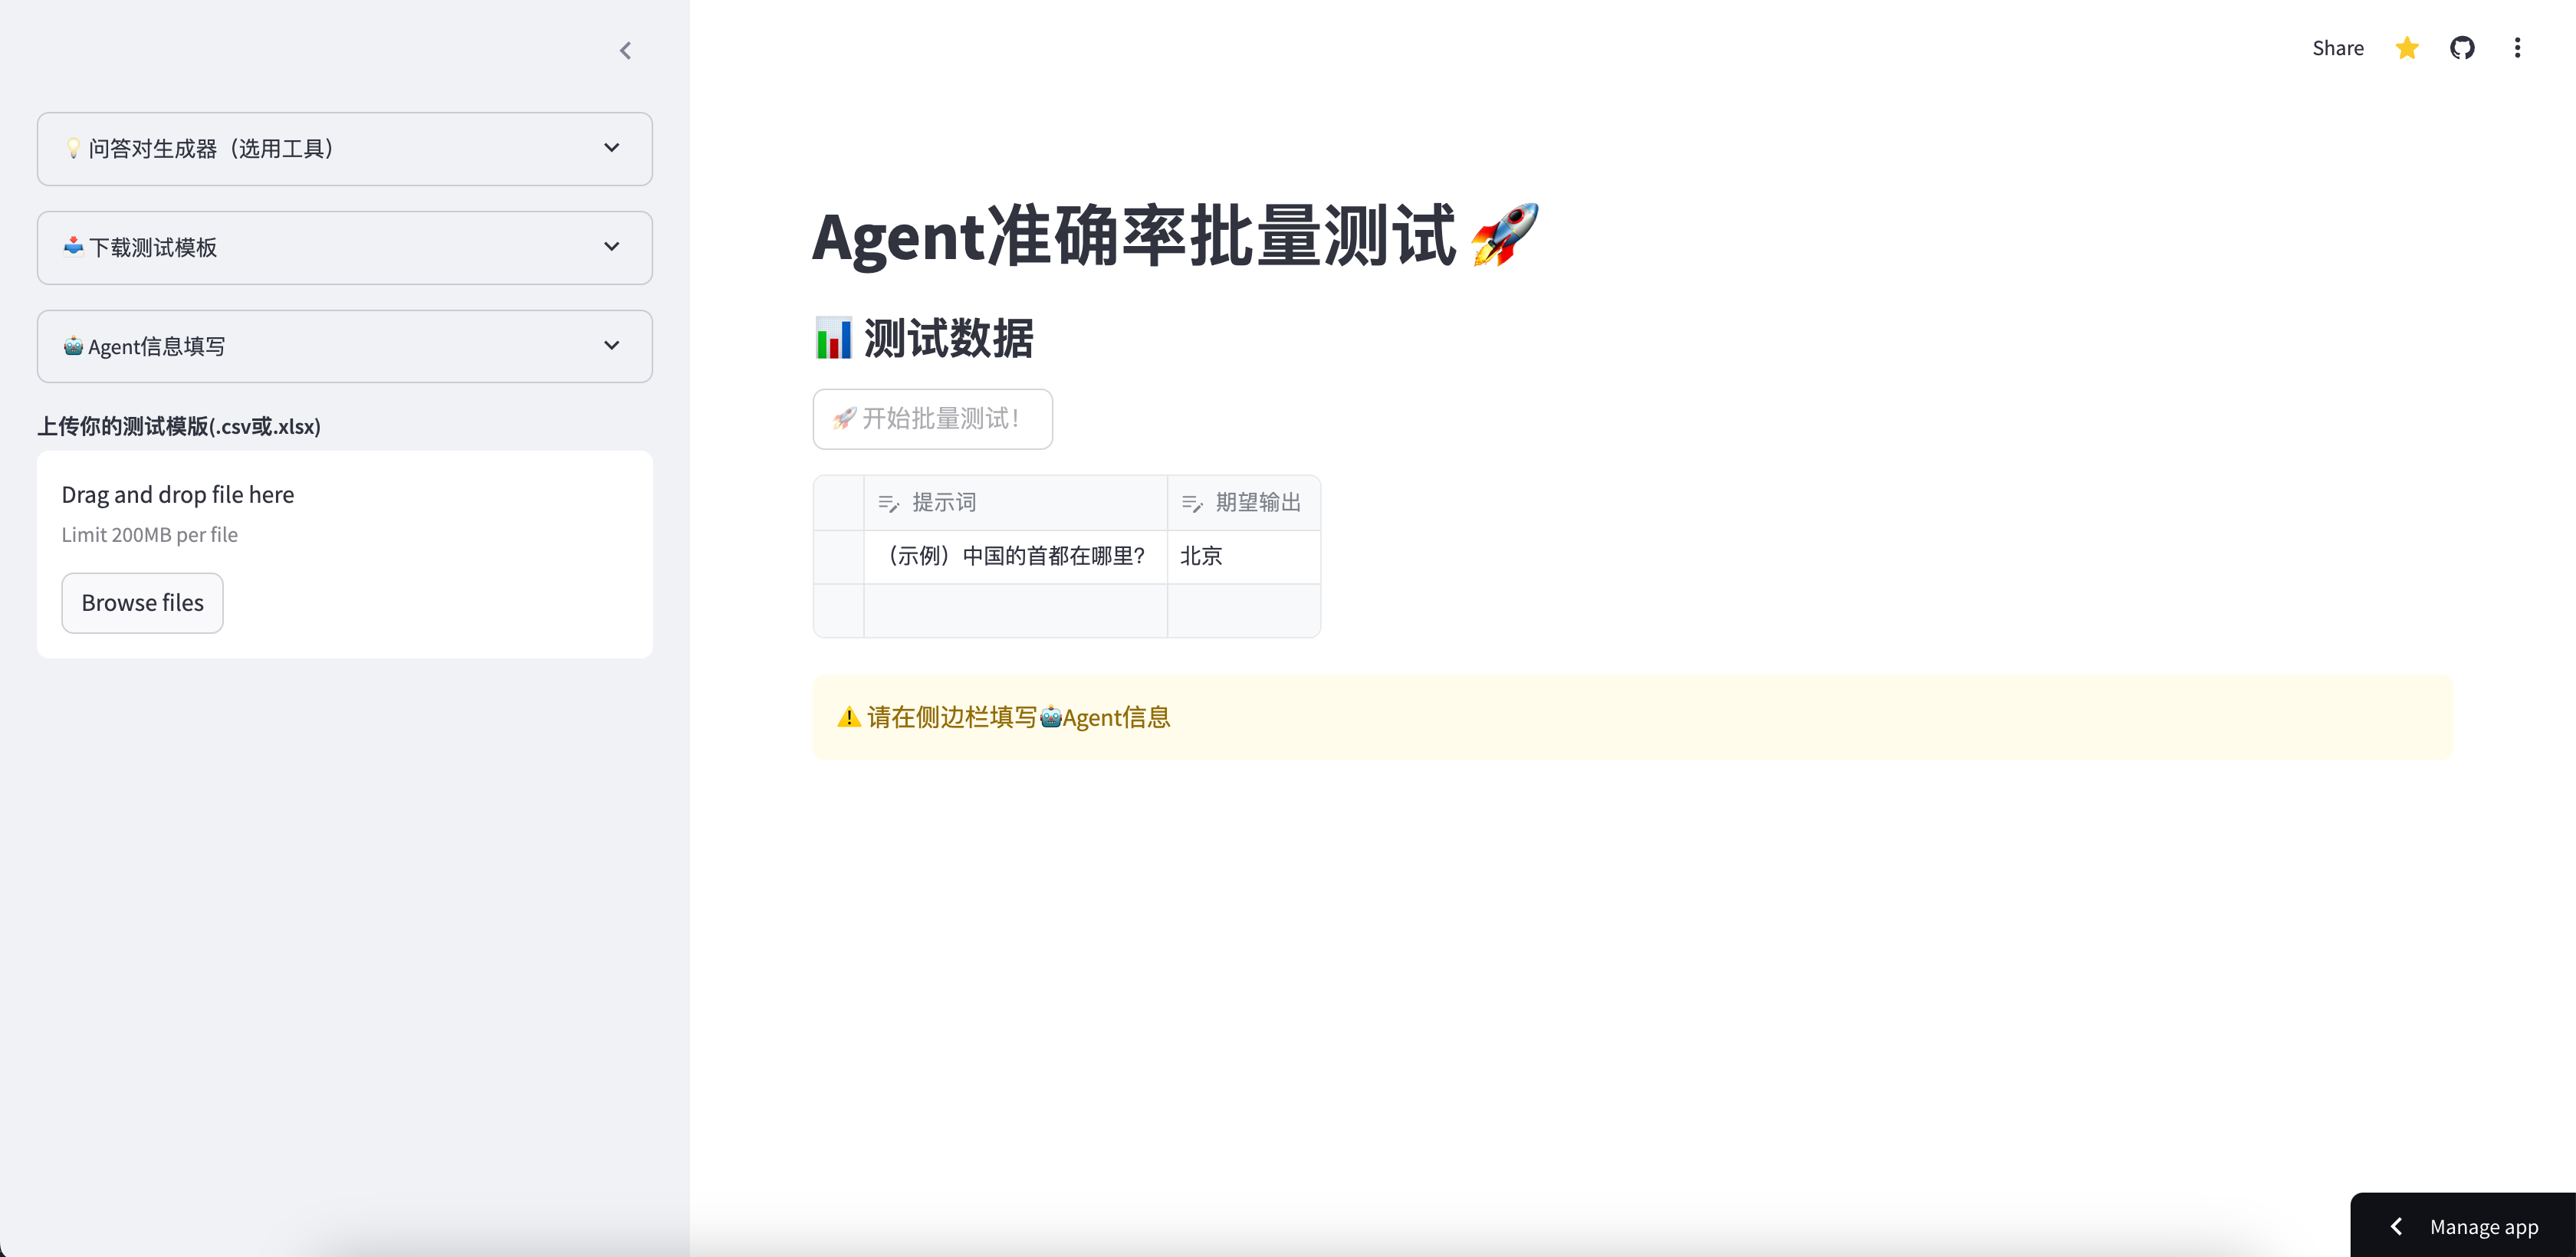 💡 问答对生成器（选用工具）
📥 下载测试模板
🤖 Agent信息填写
上传你的测试模版(.csv或.xlsx)
Drag and drop file here
Limit 200MB per file
Browse files
Share
Agent准确率批量测试 🚀
📊 测试数据
🚀 开始批量测试！
提示词 期望输出
（示例）中国的首都在哪里？ 北京
⚠️ 请在侧边栏填写🤖Agent信息
Manage app